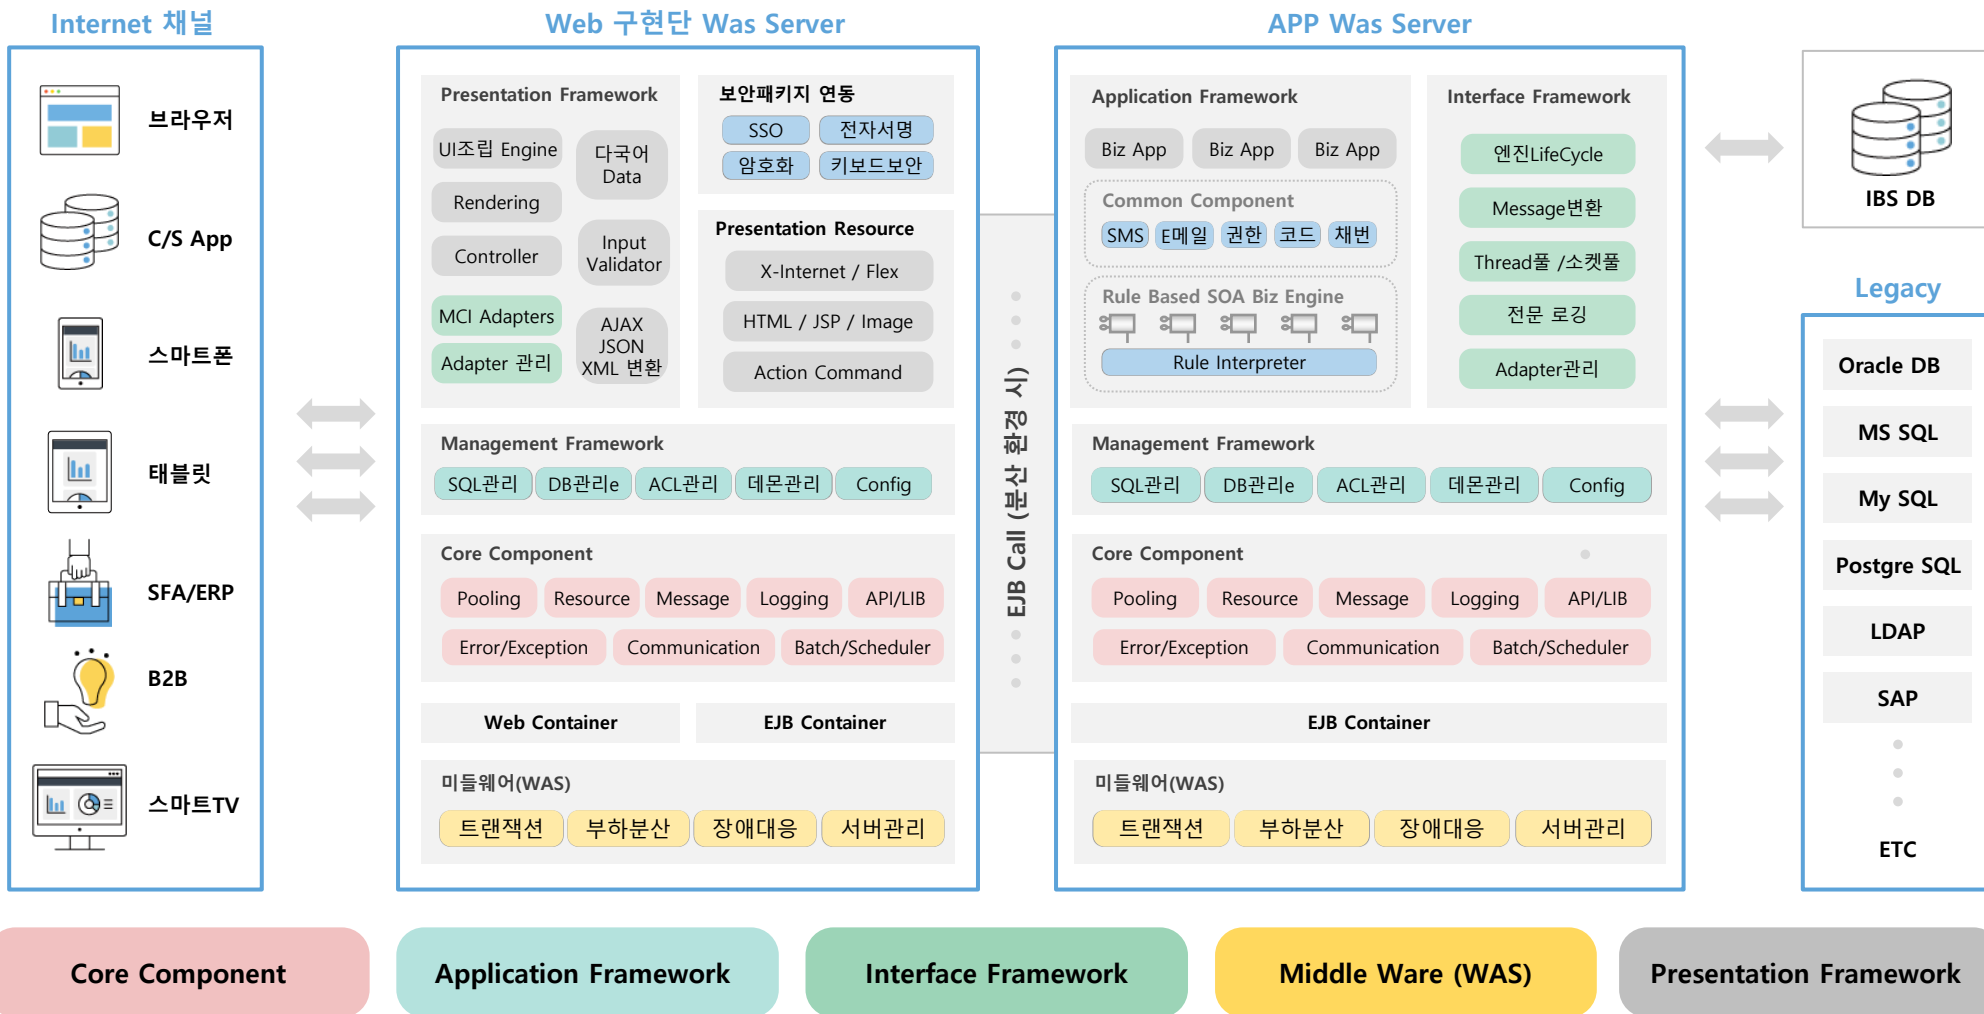 Internet 채널
브라우저
C/S App
스마트폰
태블릿
SFA/ERP
B2B
스마트TV
Web 구현단 Was Server
Presentation Framework
UI조립 Engine
Rendering
Controller
MCI Adapters
Adapter 관리
다국어
Data
Input
Validator
AJAX
JSON
XML 변환
보안패키지 연동
SSO
전자서명
암호화
키보드보안
Presentation Resource
X-Internet / Flex
HTML / JSP / Image
Action Command
Management Framework
SQL관리
DB관리e
ACL관리
데몬관리
Config
Core Component
Pooling
Resource
Message
Logging
API/LIB
Error/Exception
Communication
Batch/Scheduler
Web Container
EJB Container
미들웨어(WAS)
트랜잭션
부하분산
장애대응
서버관리
EJB Call (분산 환경 시)
APP Was Server
Application Framework
Biz App
Biz App
Biz App
Common Component
SMS
E메일
권한
코드
채번
Rule Based SOA Biz Engine
Rule Interpreter
Interface Framework
엔진LifeCycle
Message변환
Thread풀 /소켓풀
전문 로깅
Adapter관리
Management Framework
SQL관리
DB관리e
ACL관리
데몬관리
Config
Core Component
Pooling
Resource
Message
Logging
API/LIB
Error/Exception
Communication
Batch/Scheduler
EJB Container
미들웨어(WAS)
트랜잭션
부하분산
장애대응
서버관리
IBS DB
Legacy
Oracle DB
MS SQL
My SQL
Postgre SQL
LDAP
SAP
ETC
Core Component
Application Framework
Interface Framework
Middle Ware (WAS)
Presentation Framework